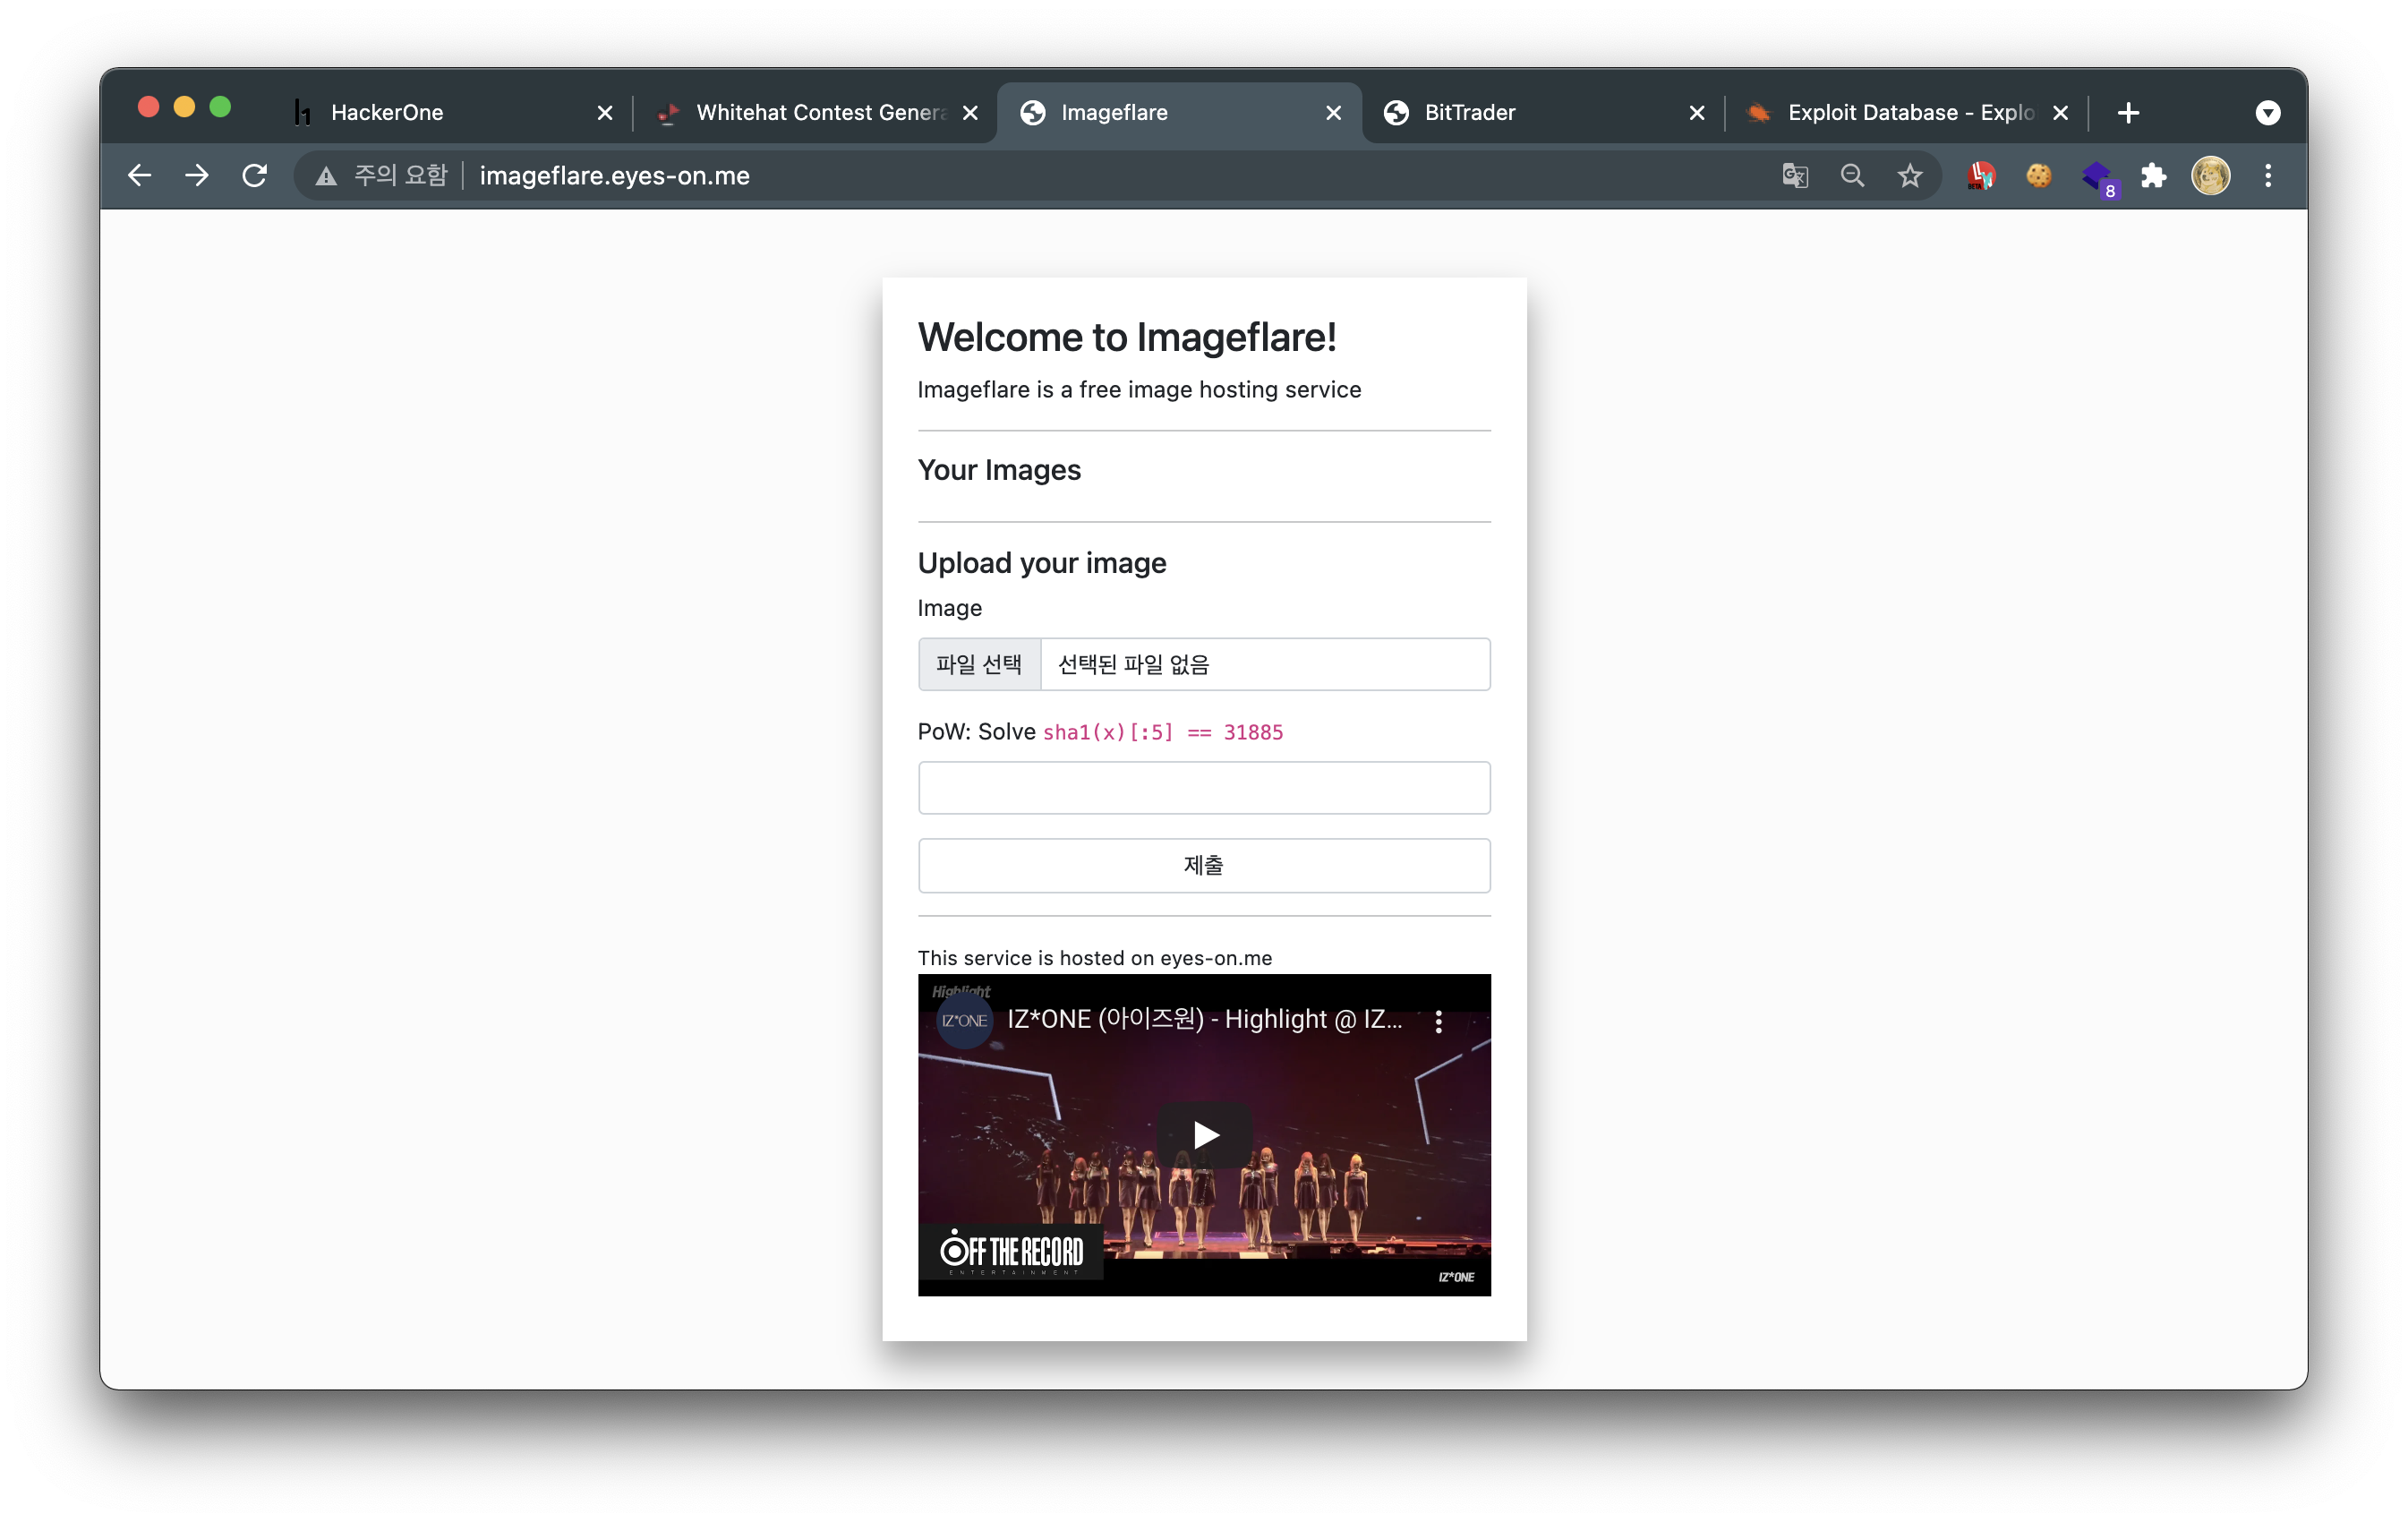 HackerOne
Whitehat Contest Genera
Imageflare
BitTrader
Exploit Database - Explo
주의 요함
imageflare.eyes-on.me
BETA
8
Welcome to Imageflare!
Imageflare is a free image hosting service
Your Images
Upload your image
Image
파일 선택
선택된 파일 없음
PoW: Solve sha1(x)[:5] == 31885
제출
This service is hosted on eyes-on.me
Highlight
IZ*ONE
IZ*ONE (아이즈원) - Highlight @ IZ...
OFF THE RECORD
ENTERTAINMENT
IZ*ONE